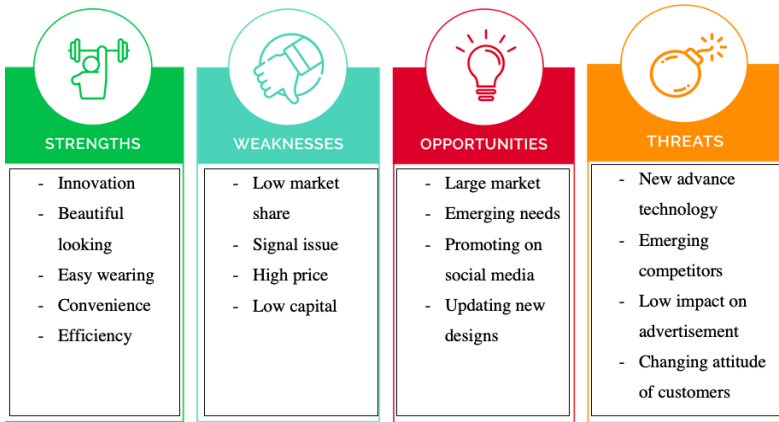 STRENGTHS
- Innovation
- Beautiful
looking
- Easy wearing
- Convenience
- Efficiency
WEAKNESSES
- Low market
share
- Signal issue
- High price
- Low capital
OPPORTUNITIES
- Large market
- Emerging needs
- Promoting on
social media
- Updating new
designs
THREATS
- New advance
technology
- Emerging
competitors
- Low impact on
advertisement
- Changing attitude
of customers